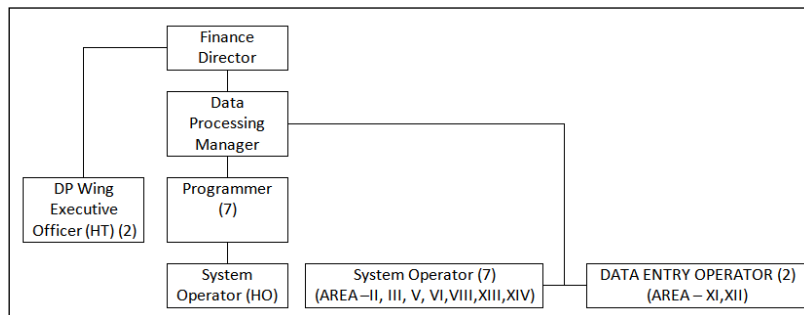 Finance
Director
Data
Processing
Manager
DP Wing
Executive
Officer (HT) (2)
Programmer
(7)
System
Operator (HO)
System Operator (7)
(AREA –II, III, V, VI,VIII,XIII,XIV)
DATA ENTRY OPERATOR (2)
(AREA – XI,XII)